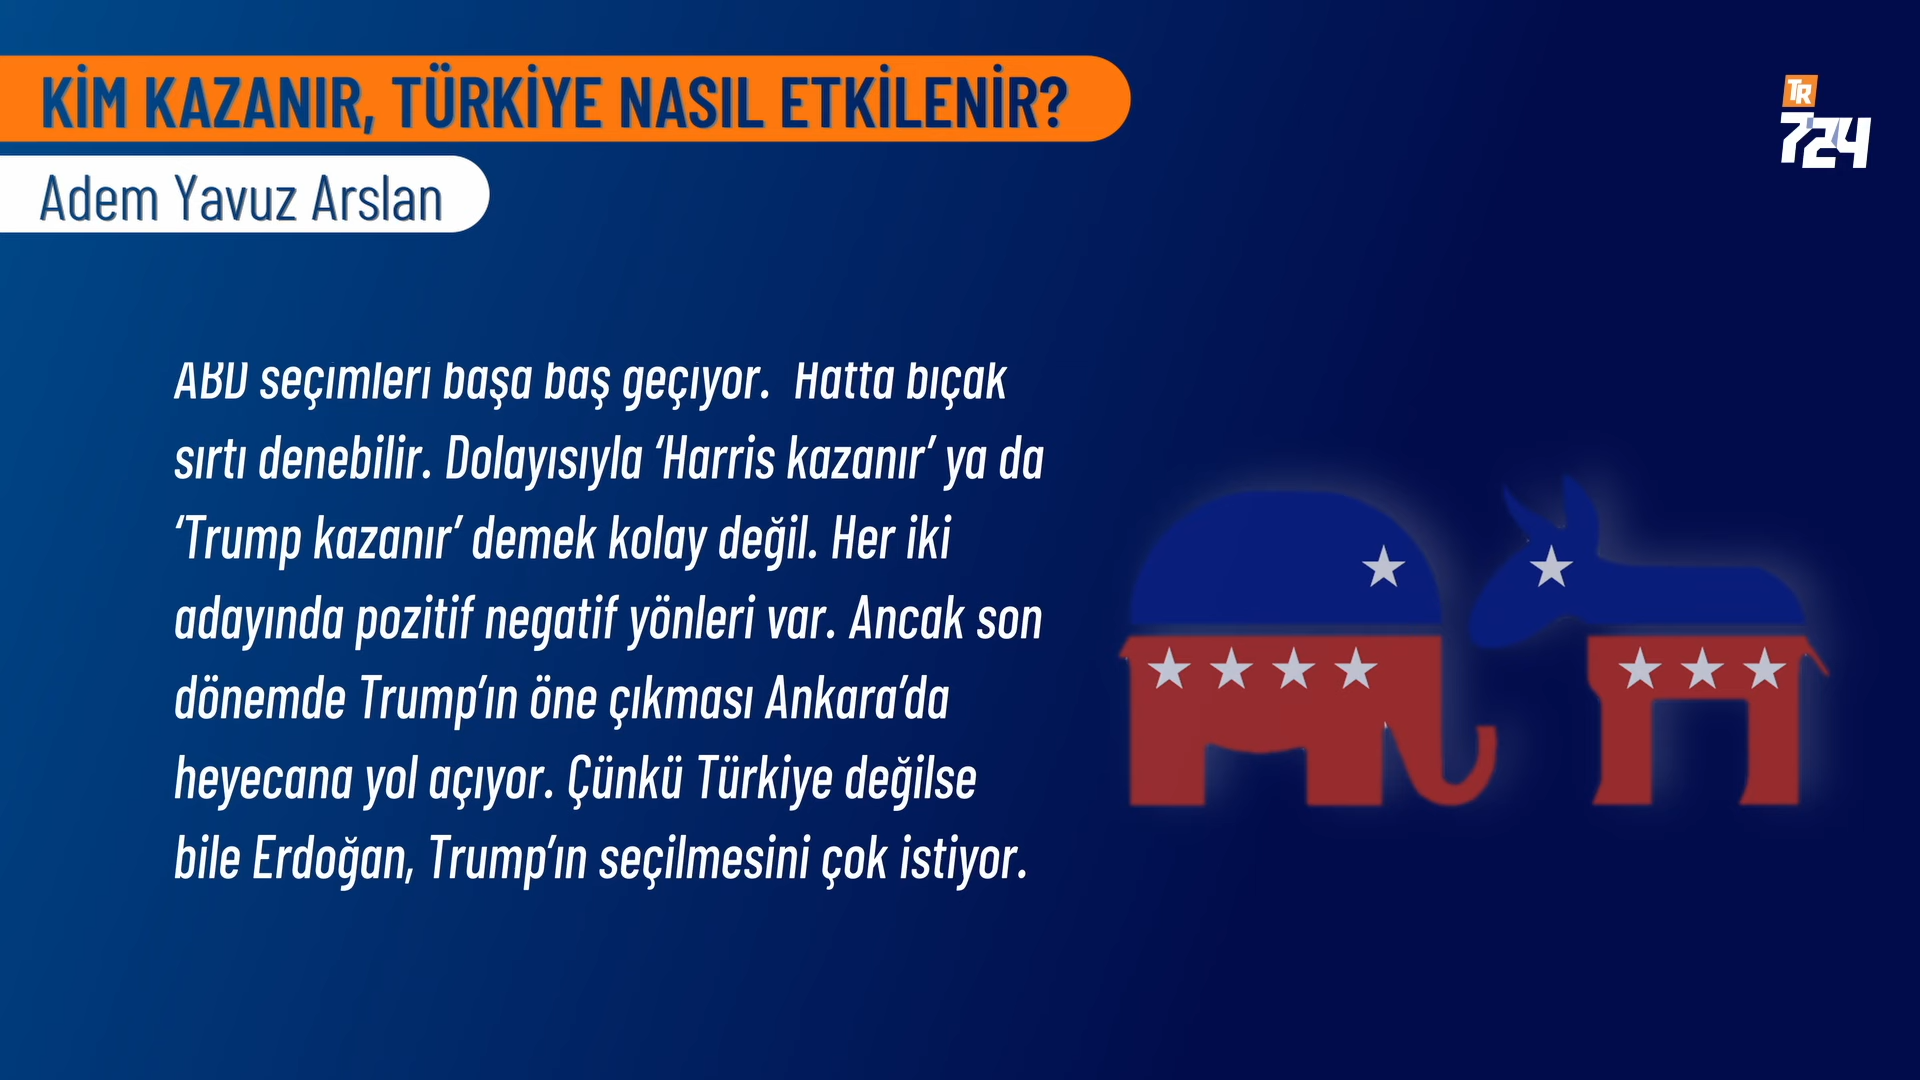 KİM KAZANIR, TÜRKİYE NASIL ETKİLENİR?
Adem Yavuz Arslan
TR
724
ABD seçimleri başa baş geçiyor.  Hatta bıçak
sırtı denebilir. Dolayısıyla ‘Harris kazanır’ ya da
‘Trump kazanır’ demek kolay değil. Her iki
adayında pozitif negatif yönleri var. Ancak son
dönemde Trump’ın öne çıkması Ankara’da
heyecana yol açıyor. Çünkü Türkiye değilse
bile Erdoğan, Trump’ın seçilmesini çok istiyor.